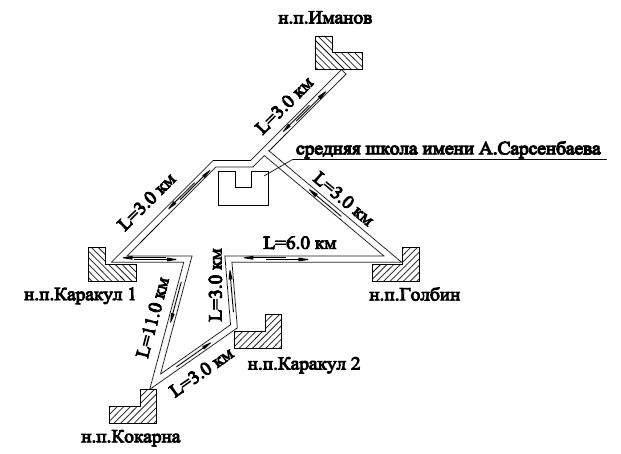 н.п.Иманов
L=3.0 км
средняя школа имени А.Сарсенбаева
L=3.0 км
L=3.0 км
L=6.0 км
L=3.0 км
н.п.Каракул 1
н.п.Голбин
L=11.0 км
L=3.0 км
н.п.Каракул 2
н.п.Кокарна